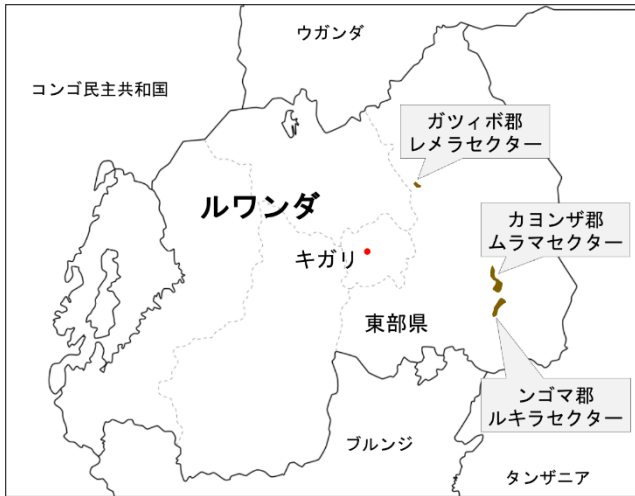 ウガンダ
コンゴ民主共和国
ガツィボ郡
レメラセクター
ルワンダ
カヨンザ郡
ムラマセクター
キガリ
東部県
ンゴマ郡
ルキラセクター
ブルンジ
タンザニア